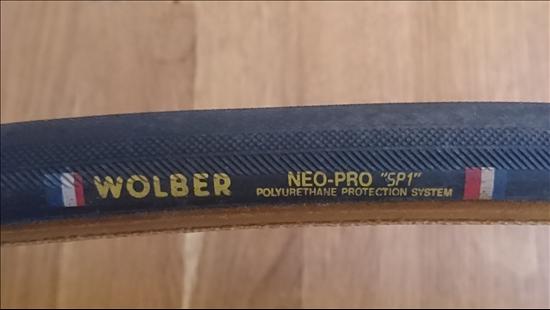 WOLBER
NEO-PRO "SP1"
POLYURETHANE PROTECTION SYSTEM